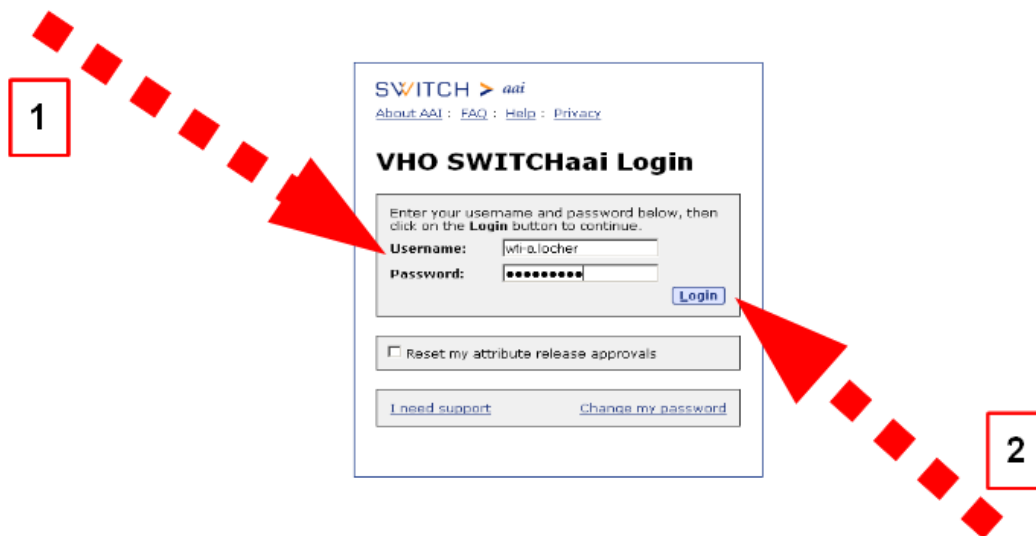 1
SWITCH > aai
About AAI : FAQ : Help : Privacy
VHO SWITCHaai Login
Enter your username and password below, then
click on the Login button to continue.
Username: wti-a.locher
Password: ●●●●●●●●●
Login
Reset my attribute release approvals
I need support Change my password
2